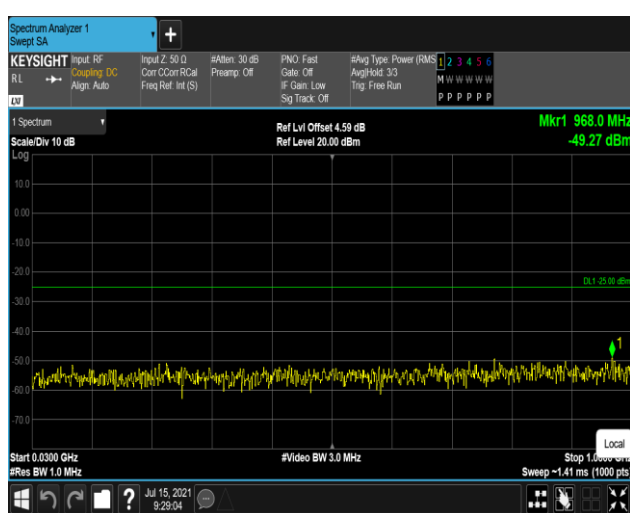 Spectrum Analyzer 1
Swept SA
+
KEYSIGHT
RL
LXI
Input: RF
Coupling: DC
Align: Auto
Input Z: 50 Ω
Corr CCorr RCal
Freq Ref: Int (S)
#Atten: 30 dB
Preamp: Off
PNO: Fast
Gate: Off
IF Gain: Low
Sig Track: Off
#Avg Type: Power (RMS
Avg|Hold: 3/3
Trig: Free Run
1 2 3 4 5 6
M W W W W W
P P P P P P
1 Spectrum
Scale/Div 10 dB
Log
Ref Lvl Offset 4.59 dB
Ref Level 20.00 dBm
Mkr1 968.0 MHz
-49.27 dBm
10.0
0.00
-10.0
-20.0
DL1 -25.00 dBm
-30.0
-40.0
1
-50.0
-60.0
-70.0
Local
Start 0.0300 GHz
#Res BW 1.0 MHz
#Video BW 3.0 MHz
Stop
Sweep ~1.41 ms (1000 pts)
?
Jul 15, 2021
9:29:04